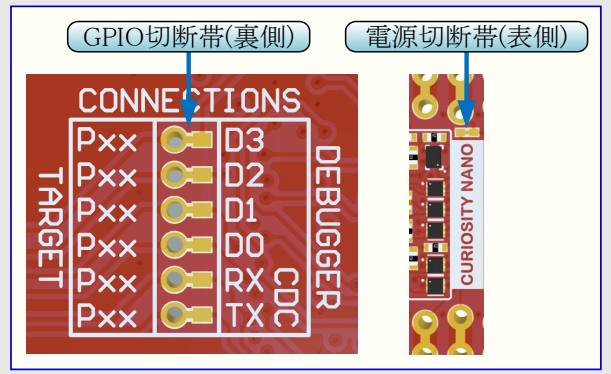 GPIO切断帯(裏側)
電源切断帯(表側)
CONNECTIONS
Pxx D3
Pxx D2
Pxx D1
Pxx D0
Pxx RX
Pxx TX
TARGET
DEBUGGER
CDC
CURIOSITY NANO